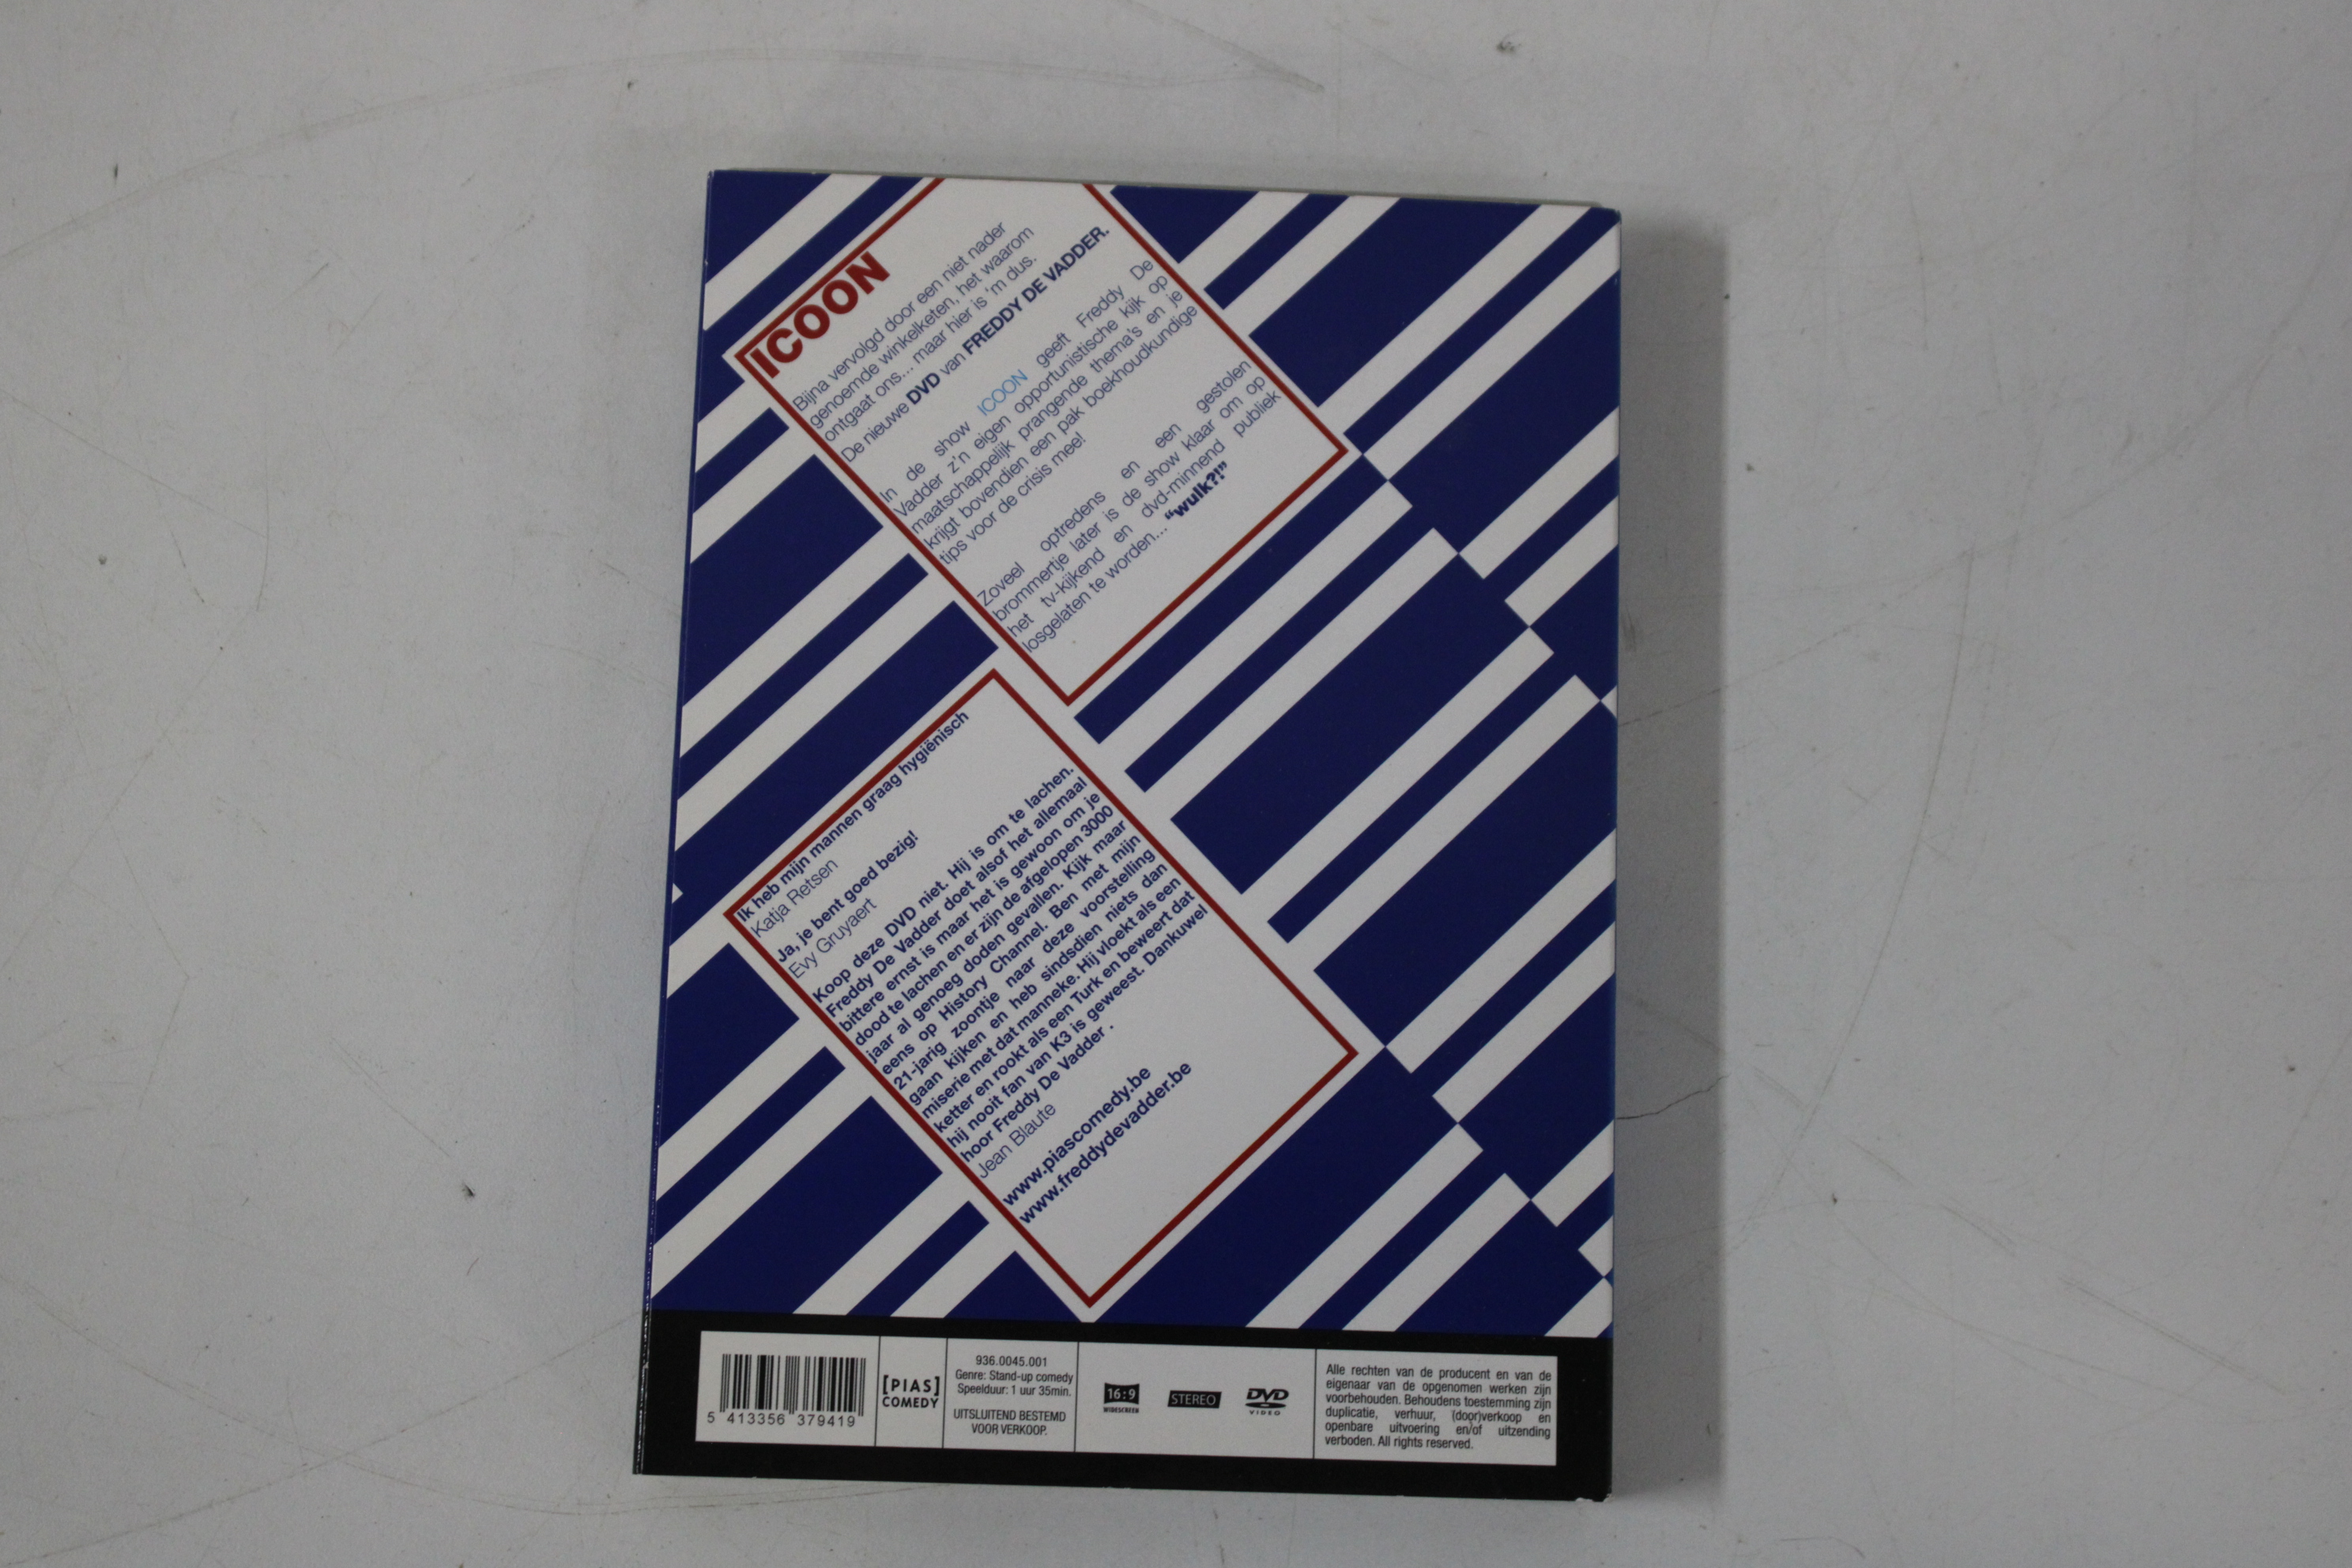 ICOON
Bijna vervolgd door een niet nader
genoemde winkelketen, het waarom
ontgaat ons... maar hier is 'm dus.
De nieuwe DVD van FREDDY DE VADDER.
In de show ICOON geeft Freddy De
Vadder z'n eigen opportunistische kijk op
maatschappelijk prangende thema's en je
krijgt bovendien een pak boekhoudkundige
tips voor de crisis mee!
Zoveel optredens en een gestolen
brommertje later is de show klaar om op
het tv-kijkend en dvd-minnend publiek
losgelaten te worden... "wulk?!"
Ik heb mijn mannen graag hygiënisch
Katja Retsen
Ja, je bent goed bezig!
Evy Gruyaert
Koop deze DVD niet. Hij is om te lachen.
Freddy De Vadder doet alsof het allemaal
bittere ernst is maar het is gewoon om je
dood te lachen en er zijn de afgelopen 3000
jaar al genoeg doden gevallen. Kijk maar
eens op History Channel. Ben met mijn
21-jarig zoontje naar deze voorstelling
gaan kijken en heb sindsdien niets dan
miserie met dat manneke. Hij vloekt als een
ketter en rookt als een Turk en beweert dat
hij nooit fan van K3 is geweest. Dankuwel
hoor Freddy De Vadder .
Jean Blaute
www.piascomedy.be
www.freddydevadder.be
5 413356 379419
[PIAS]
COMEDY
936.0045.001
Genre: Stand-up comedy
Speelduur: 1 uur 35min.
UITSLUITEND BESTEMD
VOOR VERKOOP.
16:9
WIDESCREEN
STEREO
DVD
VIDEO
Alle rechten van de producent en van de
eigenaar van de opgenomen werken zijn
voorbehouden. Behoudens toestemming zijn
duplicatie, verhuur, (door)verkoop en
openbare uitvoering en/of uitzending
verboden. All rights reserved.